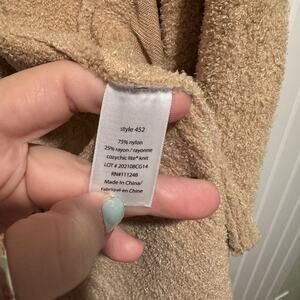 style 452
75% nylon
25% rayon / rayonne
cozychic lite® knit
LOT # 202108CG14
RN#111248
Made In China/
Fabriqué en Chine